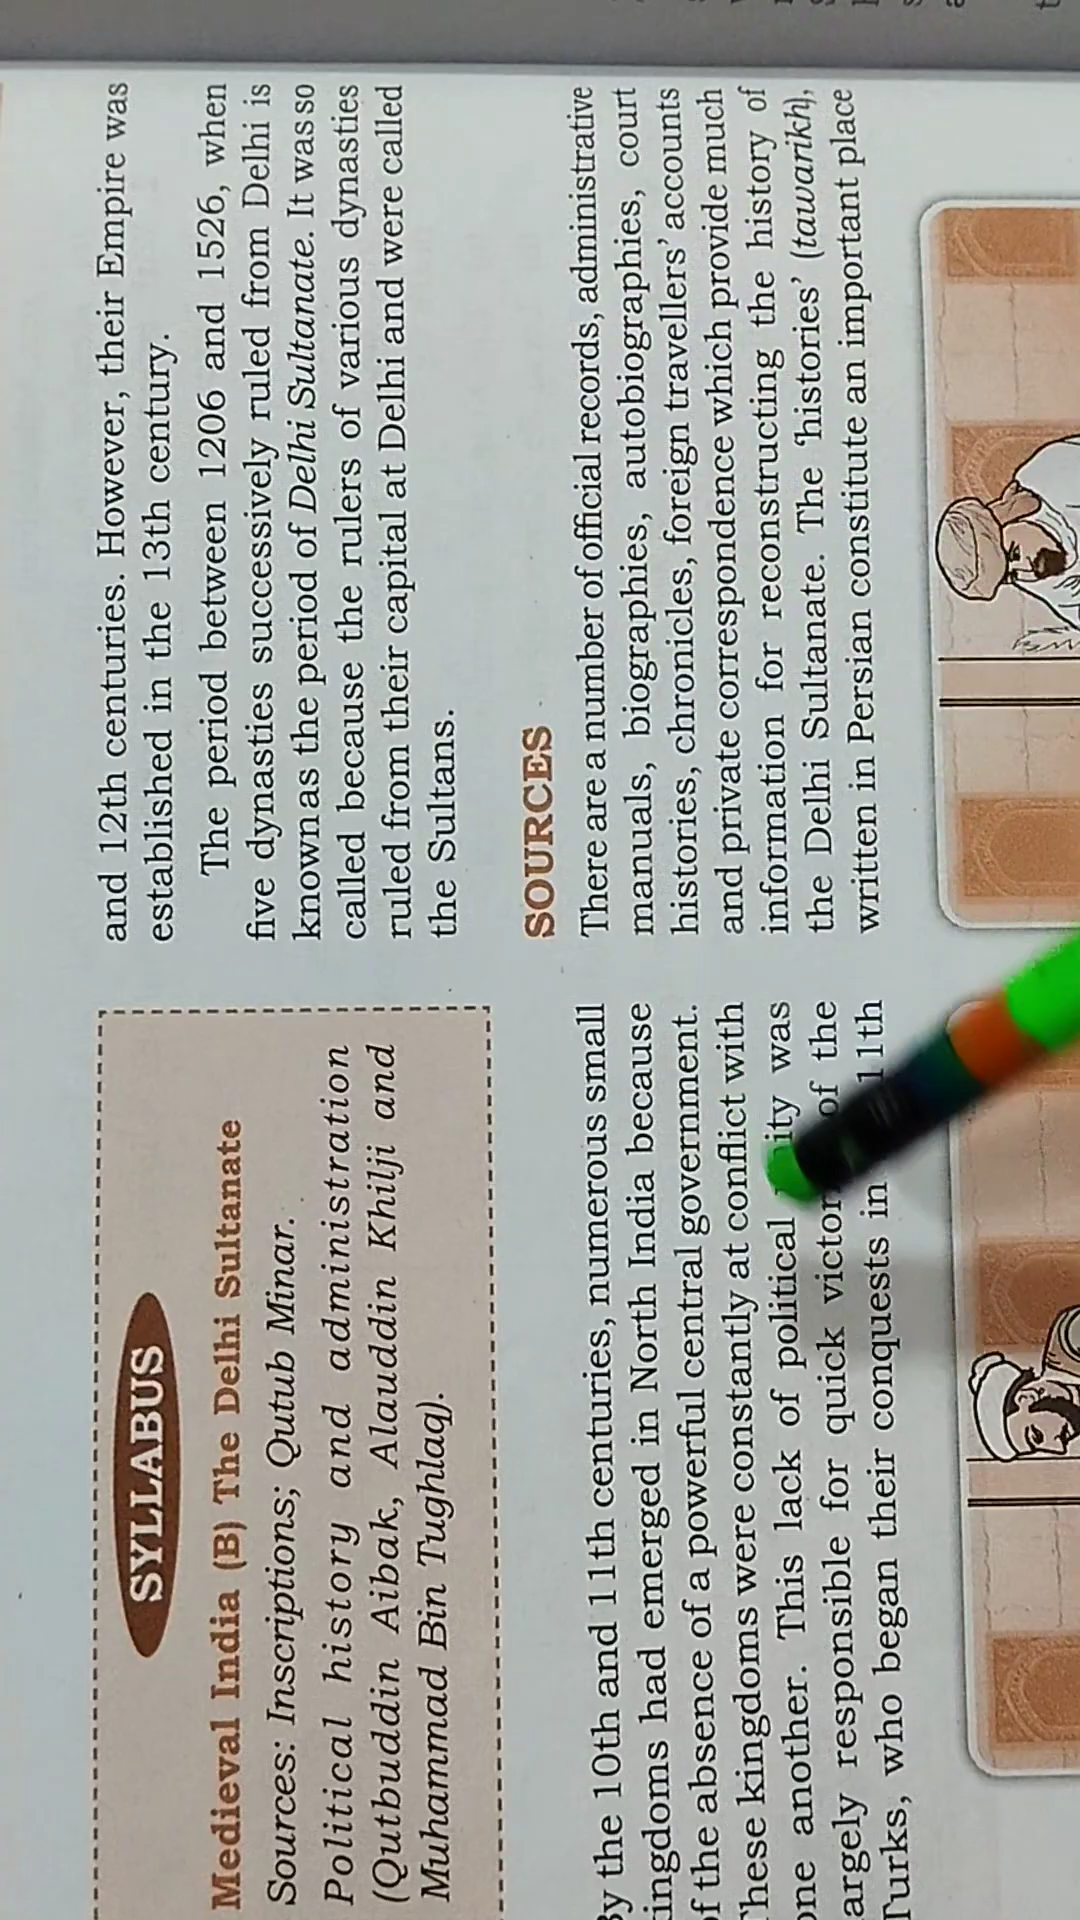 SYLLABUS
Medieval India (B) The Delhi Sultanate
Sources: Inscriptions; Qutub Minar.
Political history and administration
(Qutbuddin Aibak, Alauddin Khilji and
Muhammad Bin Tughlaq).
By the 10th and 11th centuries, numerous small
ingdoms had emerged in North India because
of the absence of a powerful central government.
These kingdoms were constantly at conflict with
one another. This lack of political was
largely responsible for quick of the
Turks, who began their conquests in 11th
and 12th centuries. However, their Empire was
established in the 13th century.
The period between 1206 and 1526, when
five dynasties successively ruled from Delhi is
known as the period of Delhi Sultanate. It was so
called because the rulers of various dynasties
ruled from their capital at Delhi and were called
the Sultans.
SOURCES
There are a number of official records, administrative
manuals, biographies, autobiographies, court
histories, chronicles, foreign travellers' accounts
and private correspondence which provide much
information for reconstructing the history of
the Delhi Sultanate. The 'histories' (tawarikh),
written in Persian constitute an important place